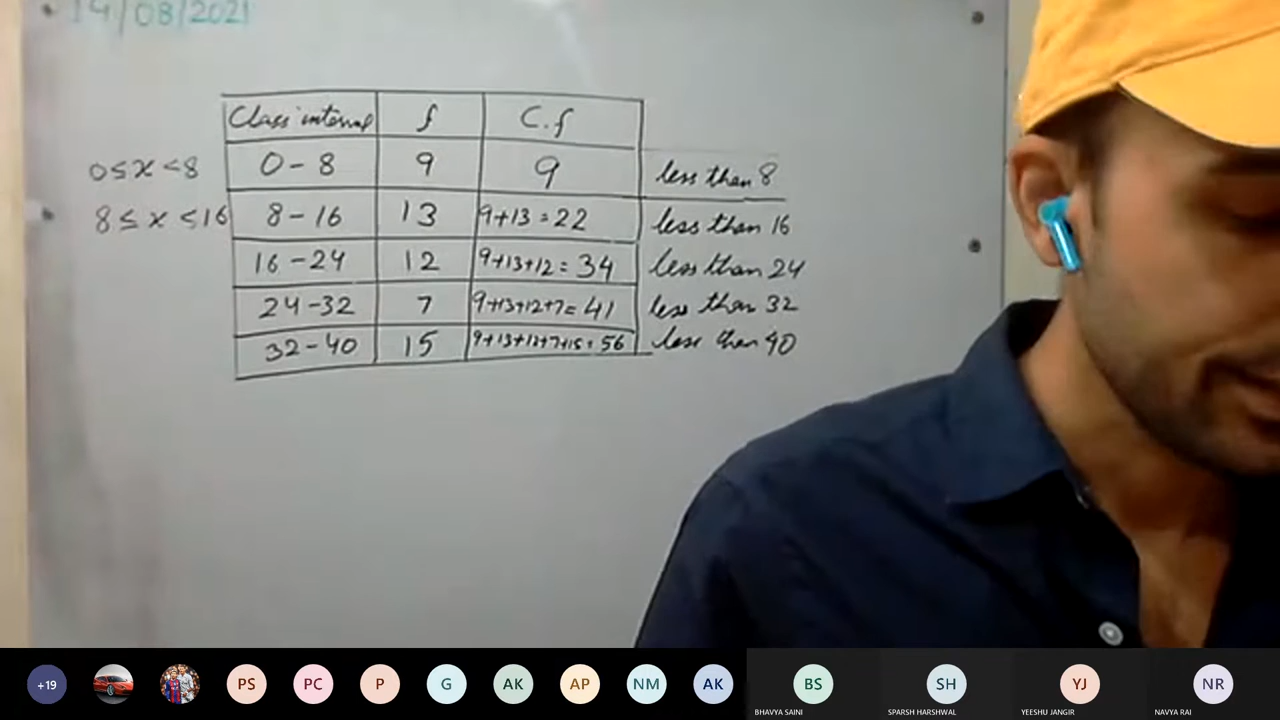 14/08/2021
Class interval f C.f
0≤x<8 0-8 9 9 less than 8
8≤x≤16 8-16 13 9+13=22 less than 16
16-24 12 9+13+12=34 less than 24
24-32 7 9+13+12+7=41 less than 32
32-40 15 9+13+12+7+15=56 less than 40
+19 PS PC P G AK AP NM AK BS SH YJ NR
BHAVYA SAINI SPARSH HARSHWAL YEESHU JANGIR NAVYA RAI